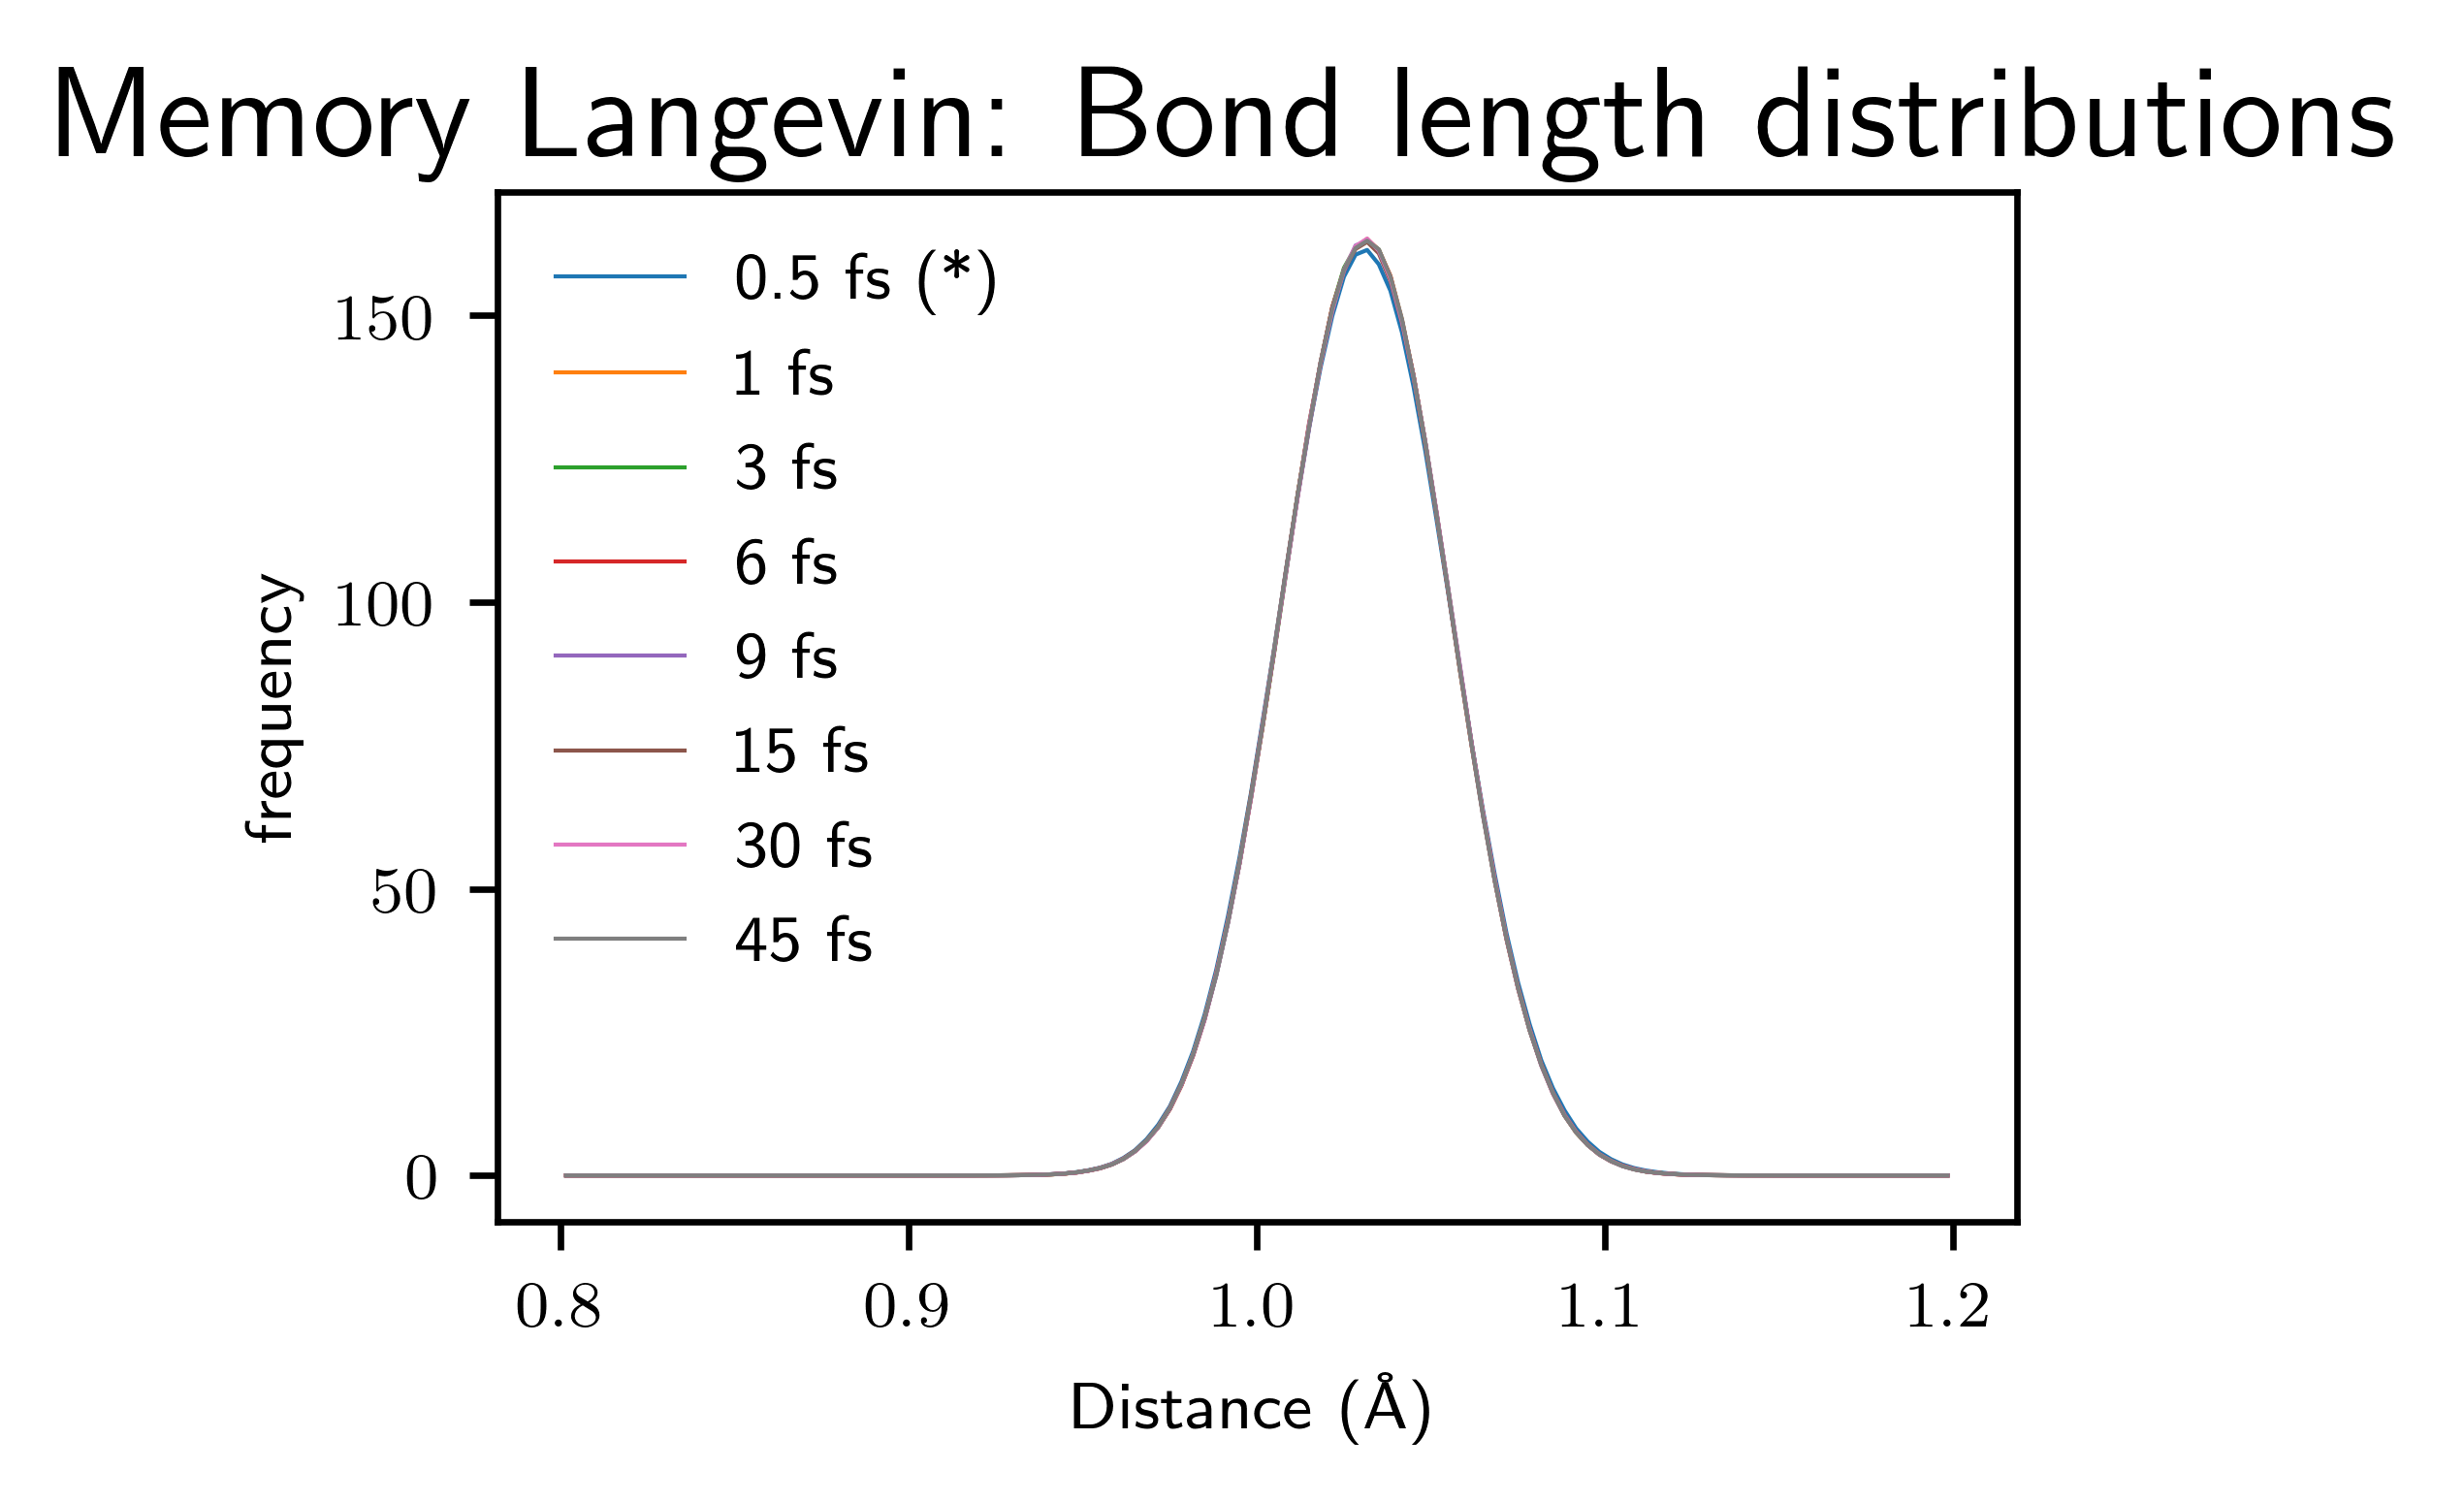 Memory Langevin: Bond length distributions
0.5 fs (*)
1 fs
3 fs
6 fs
9 fs
15 fs
30 fs
45 fs
frequency
150
100
50
0
0.8 0.9 1.0 1.1 1.2
Distance (Å)